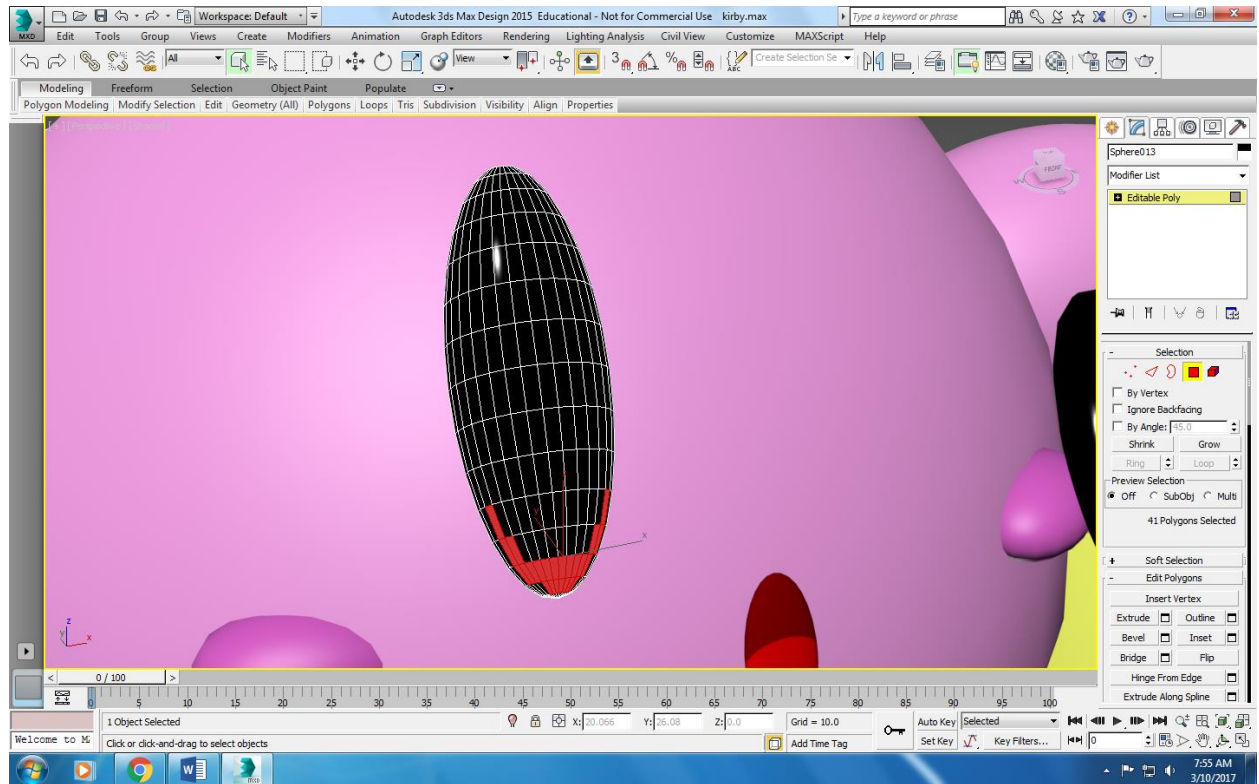 Workspace: Default Autodesk 3ds Max Design 2015 Educational - Not for Commercial Use kirby.max Type a keyword or phrase
MXD Edit Tools Group Views Create Modifiers Animation Graph Editors Rendering Lighting Analysis Civil View Customize MAXScript Help
All View 3 ABC Create Selection Se
Modeling Freeform Selection Object Paint Populate
Polygon Modeling Modify Selection Edit Geometry (All) Polygons Loops Tris Subdivision Visibility Align Properties
FRONT
Sphere013
Modifier List
Editable Poly
Selection
By Vertex
Ignore Backfacing
By Angle: 45.0
Shrink Grow
Ring Loop
Preview Selection
Off SubObj Multi
41 Polygons Selected
+ Soft Selection
- Edit Polygons
Insert Vertex
Extrude Outline
Bevel Inset
Bridge Flip
Hinge From Edge
Extrude Along Spline
x
z
y x
< 0 / 100 >
0 5 10 15 20 25 30 35 40 45 50 55 60 65 70 75 80 85 90 95 100
1 Object Selected X: 20.066 Y: 26.08 Z: 0.0 Grid = 10.0 Auto Key Selected
Welcome to M Click or click-and-drag to select objects Add Time Tag Set Key Key Filters... 0
7:55 AM
3/10/2017